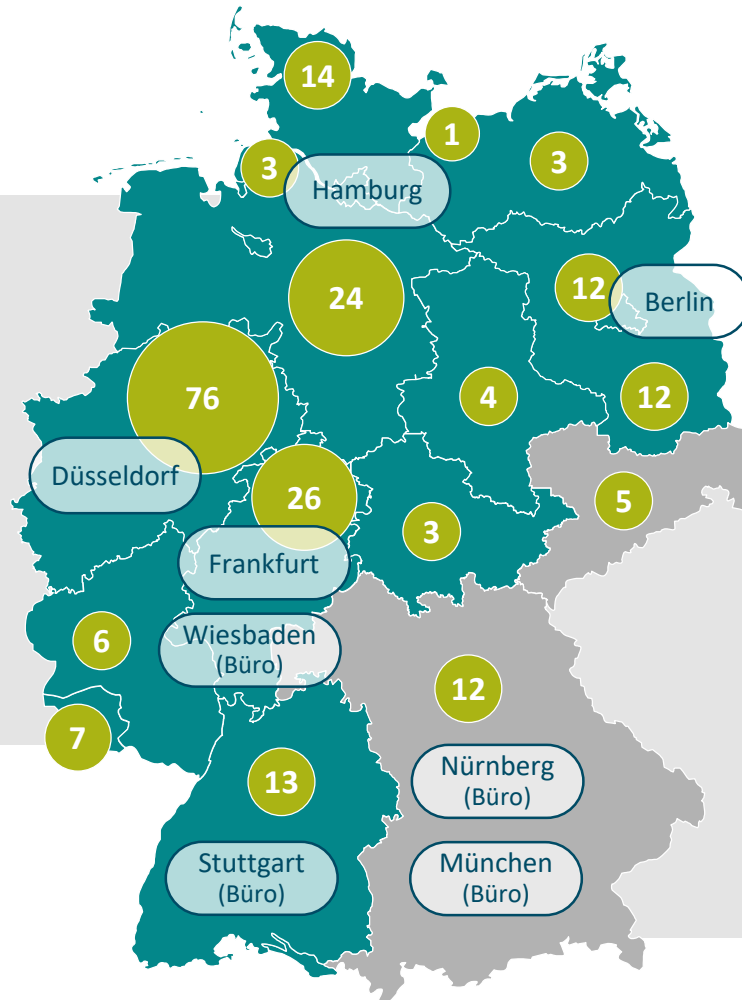 14
1
3
3
Hamburg
24
12
Berlin
76
4
12
Düsseldorf
26
5
3
Frankfurt
6
Wiesbaden
(Büro)
12
7
13
Nürnberg
(Büro)
Stuttgart
(Büro)
München
(Büro)